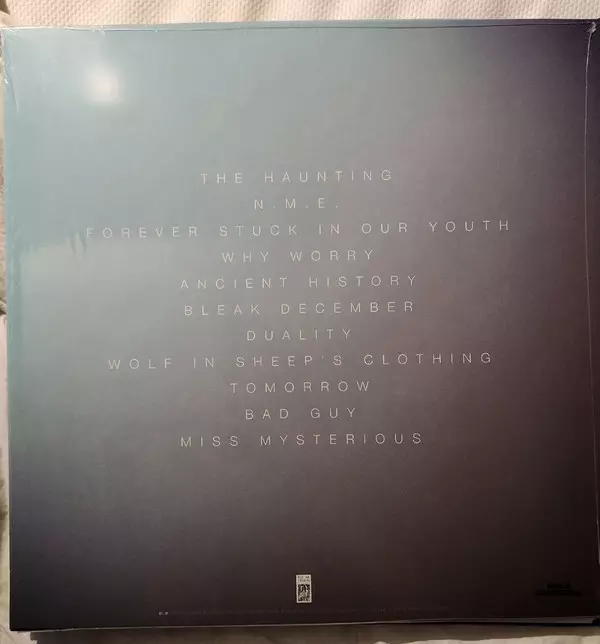 THE HAUNTING
N.M.E.
FOREVER STUCK IN OUR YOUTH
WHY WORRY
ANCIENT HISTORY
BLEAK DECEMBER
DUALITY
WOLF IN SHEEP'S CLOTHING
TOMORROW
BAD GUY
MISS MYSTERIOUS